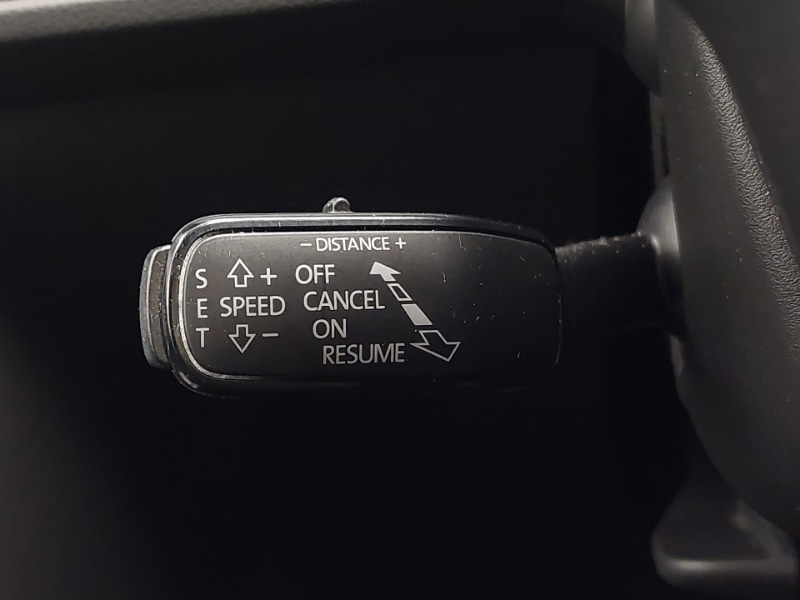 − DISTANCE +
S + OFF
E SPEED CANCEL
T − ON
RESUME